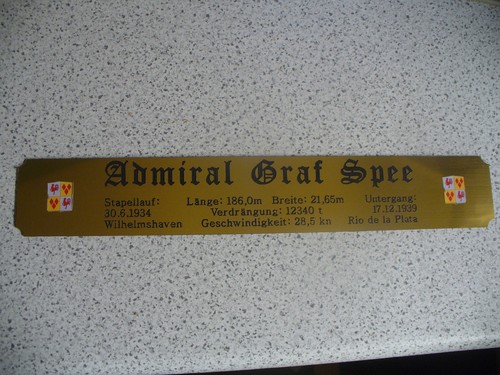 Admiral Graf Spee
Stapellauf: Länge: 186,0m Breite: 21,65m Untergang:
30.6.1934 Verdrängung: 12340 t 17.12.1939
Wilhelmshaven Geschwindigkeit: 28,5 kn Rio de la Plata